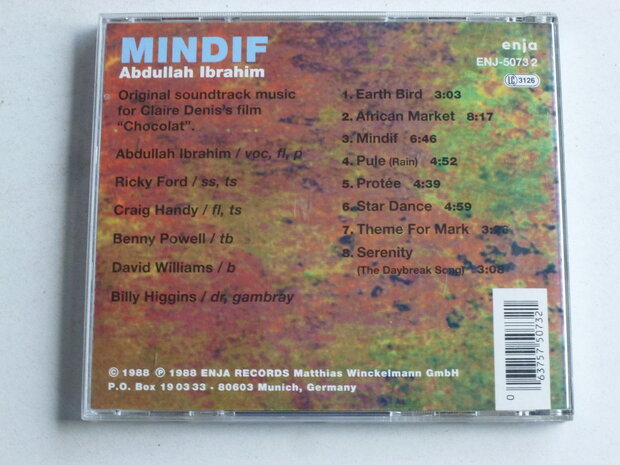 MINDIF
Abdullah Ibrahim
Original soundtrack music
for Claire Denis's film
"Chocolat".
Abdullah Ibrahim / voc, fl, p
Ricky Ford / ss, ts
Craig Handy / fl, ts
Benny Powell / tb
David Williams / b
Billy Higgins / dr, gambray
enja
ENJ-5073 2
LC 3126
1. Earth Bird 3:03
2. African Market 8:17
3. Mindif 6:46
4. Pule (Rain) 4:52
5. Protée 4:39
6. Star Dance 4:59
7. Theme For Mark 3:26
8. Serenity
(The Daybreak Song) 3:08
© 1988 ℗ 1988 ENJA RECORDS Matthias Winckelmann GmbH
P.O. Box 19 03 33 - 80603 Munich, Germany
0 63757 50732